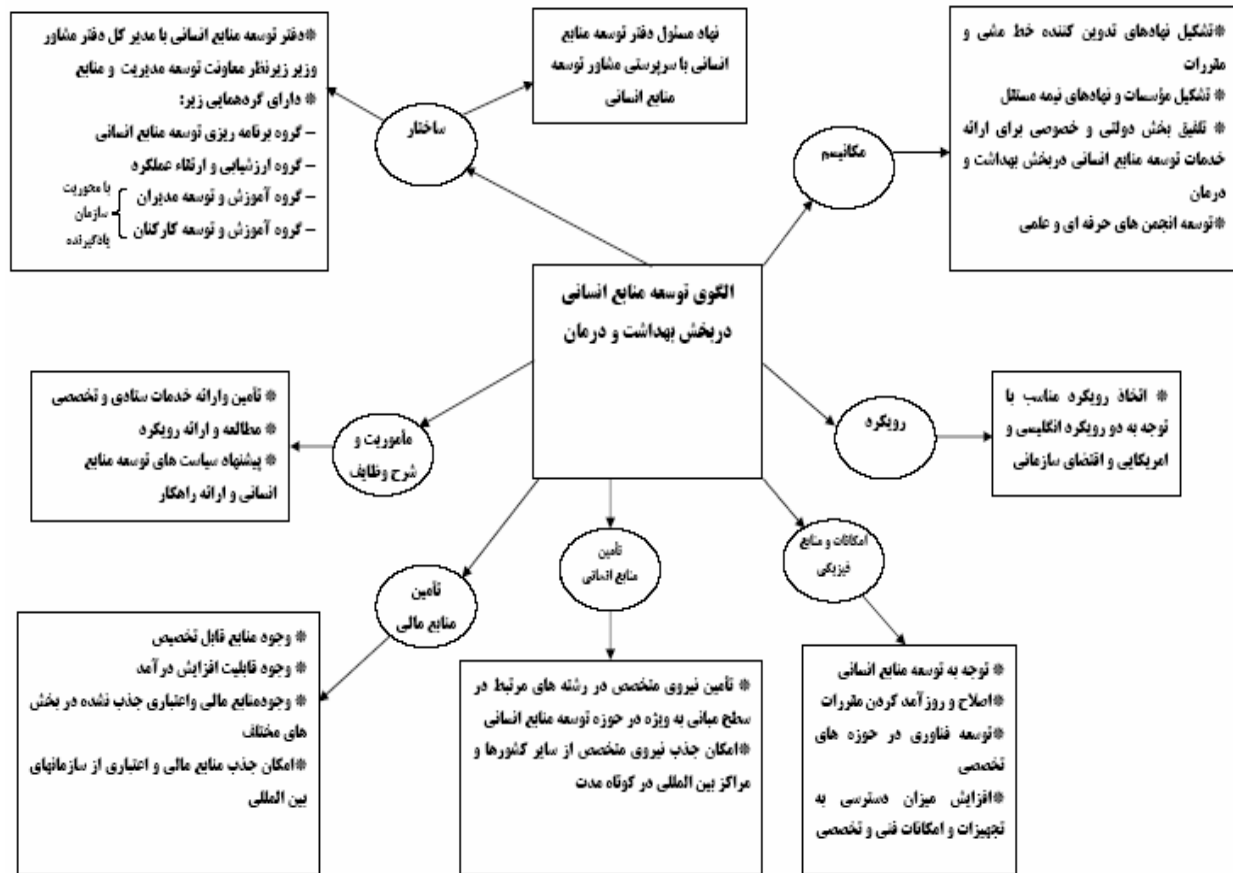 *تشکیل نهادهای تدوین کننده خط مشی و
مقررات
* تشکیل مؤسسات و نهادهای نیمه مستقل
* تلفیق بخش دولتی و خصوصی برای ارائه
خدمات توسعه منابع انسانی دربخش بهداشت و
درمان
*توسعه انجمن های حرفه ای و علمی
مکانیسم
نهاد مسئول دفتر توسعه منابع
انسانی با سرپرستی مشاور توسعه
منابع انسانی
ساختار
*دفتر توسعه منابع انسانی با مدیر کل دفتر مشاور
وزیر زیرنظر معاونت توسعه مدیریت و منابع
* دارای گردهمایی زیر:
– گروه برنامه ریزی توسعه منابع انسانی
– گروه ارزشیابی و ارتقاء عملکرد
– گروه آموزش و توسعه مدیران
– گروه آموزش و توسعه کارکنان
با محوریت
سازمان
یادگیرنده
الگوی توسعه منابع انسانی
دربخش بهداشت و درمان
* اتخاذ رویکرد مناسب با
توجه به دو رویکرد انگلیسی و
امریکایی و اقتضای سازمانی
رویکرد
مأموریت و
شرح وظایف
* تأمین وارائه خدمات ستادی و تخصصی
* مطالعه و ارائه رویکرد
* پیشنهاد سیاست های توسعه منابع
انسانی و ارائه راهکار
امکانات و منابع
فیزیکی
تأمین
منابع انسانی
تأمین
منابع مالی
* توجه به توسعه منابع انسانی
*اصلاح و روزآمد کردن مقررات
* توسعه فناوری در حوزه های
تخصصی
*افزایش میزان دسترسی به
تجهیزات و امکانات فنی و تخصصی
* تأمین نیروی متخصص در رشته های مرتبط در
سطح میانی به ویژه در حوزه توسعه منابع انسانی
*امکان جذب نیروی متخصص از سایر کشورها و
مراکز بین المللی در کوتاه مدت
* وجود منابع قابل تخصیص
* وجود قابلیت افزایش درآمد
* وجودمنابع مالی واعتباری جذب نشده در بخش
های مختلف
*امکان جذب منابع مالی و اعتباری از سازمانهای
بین المللی